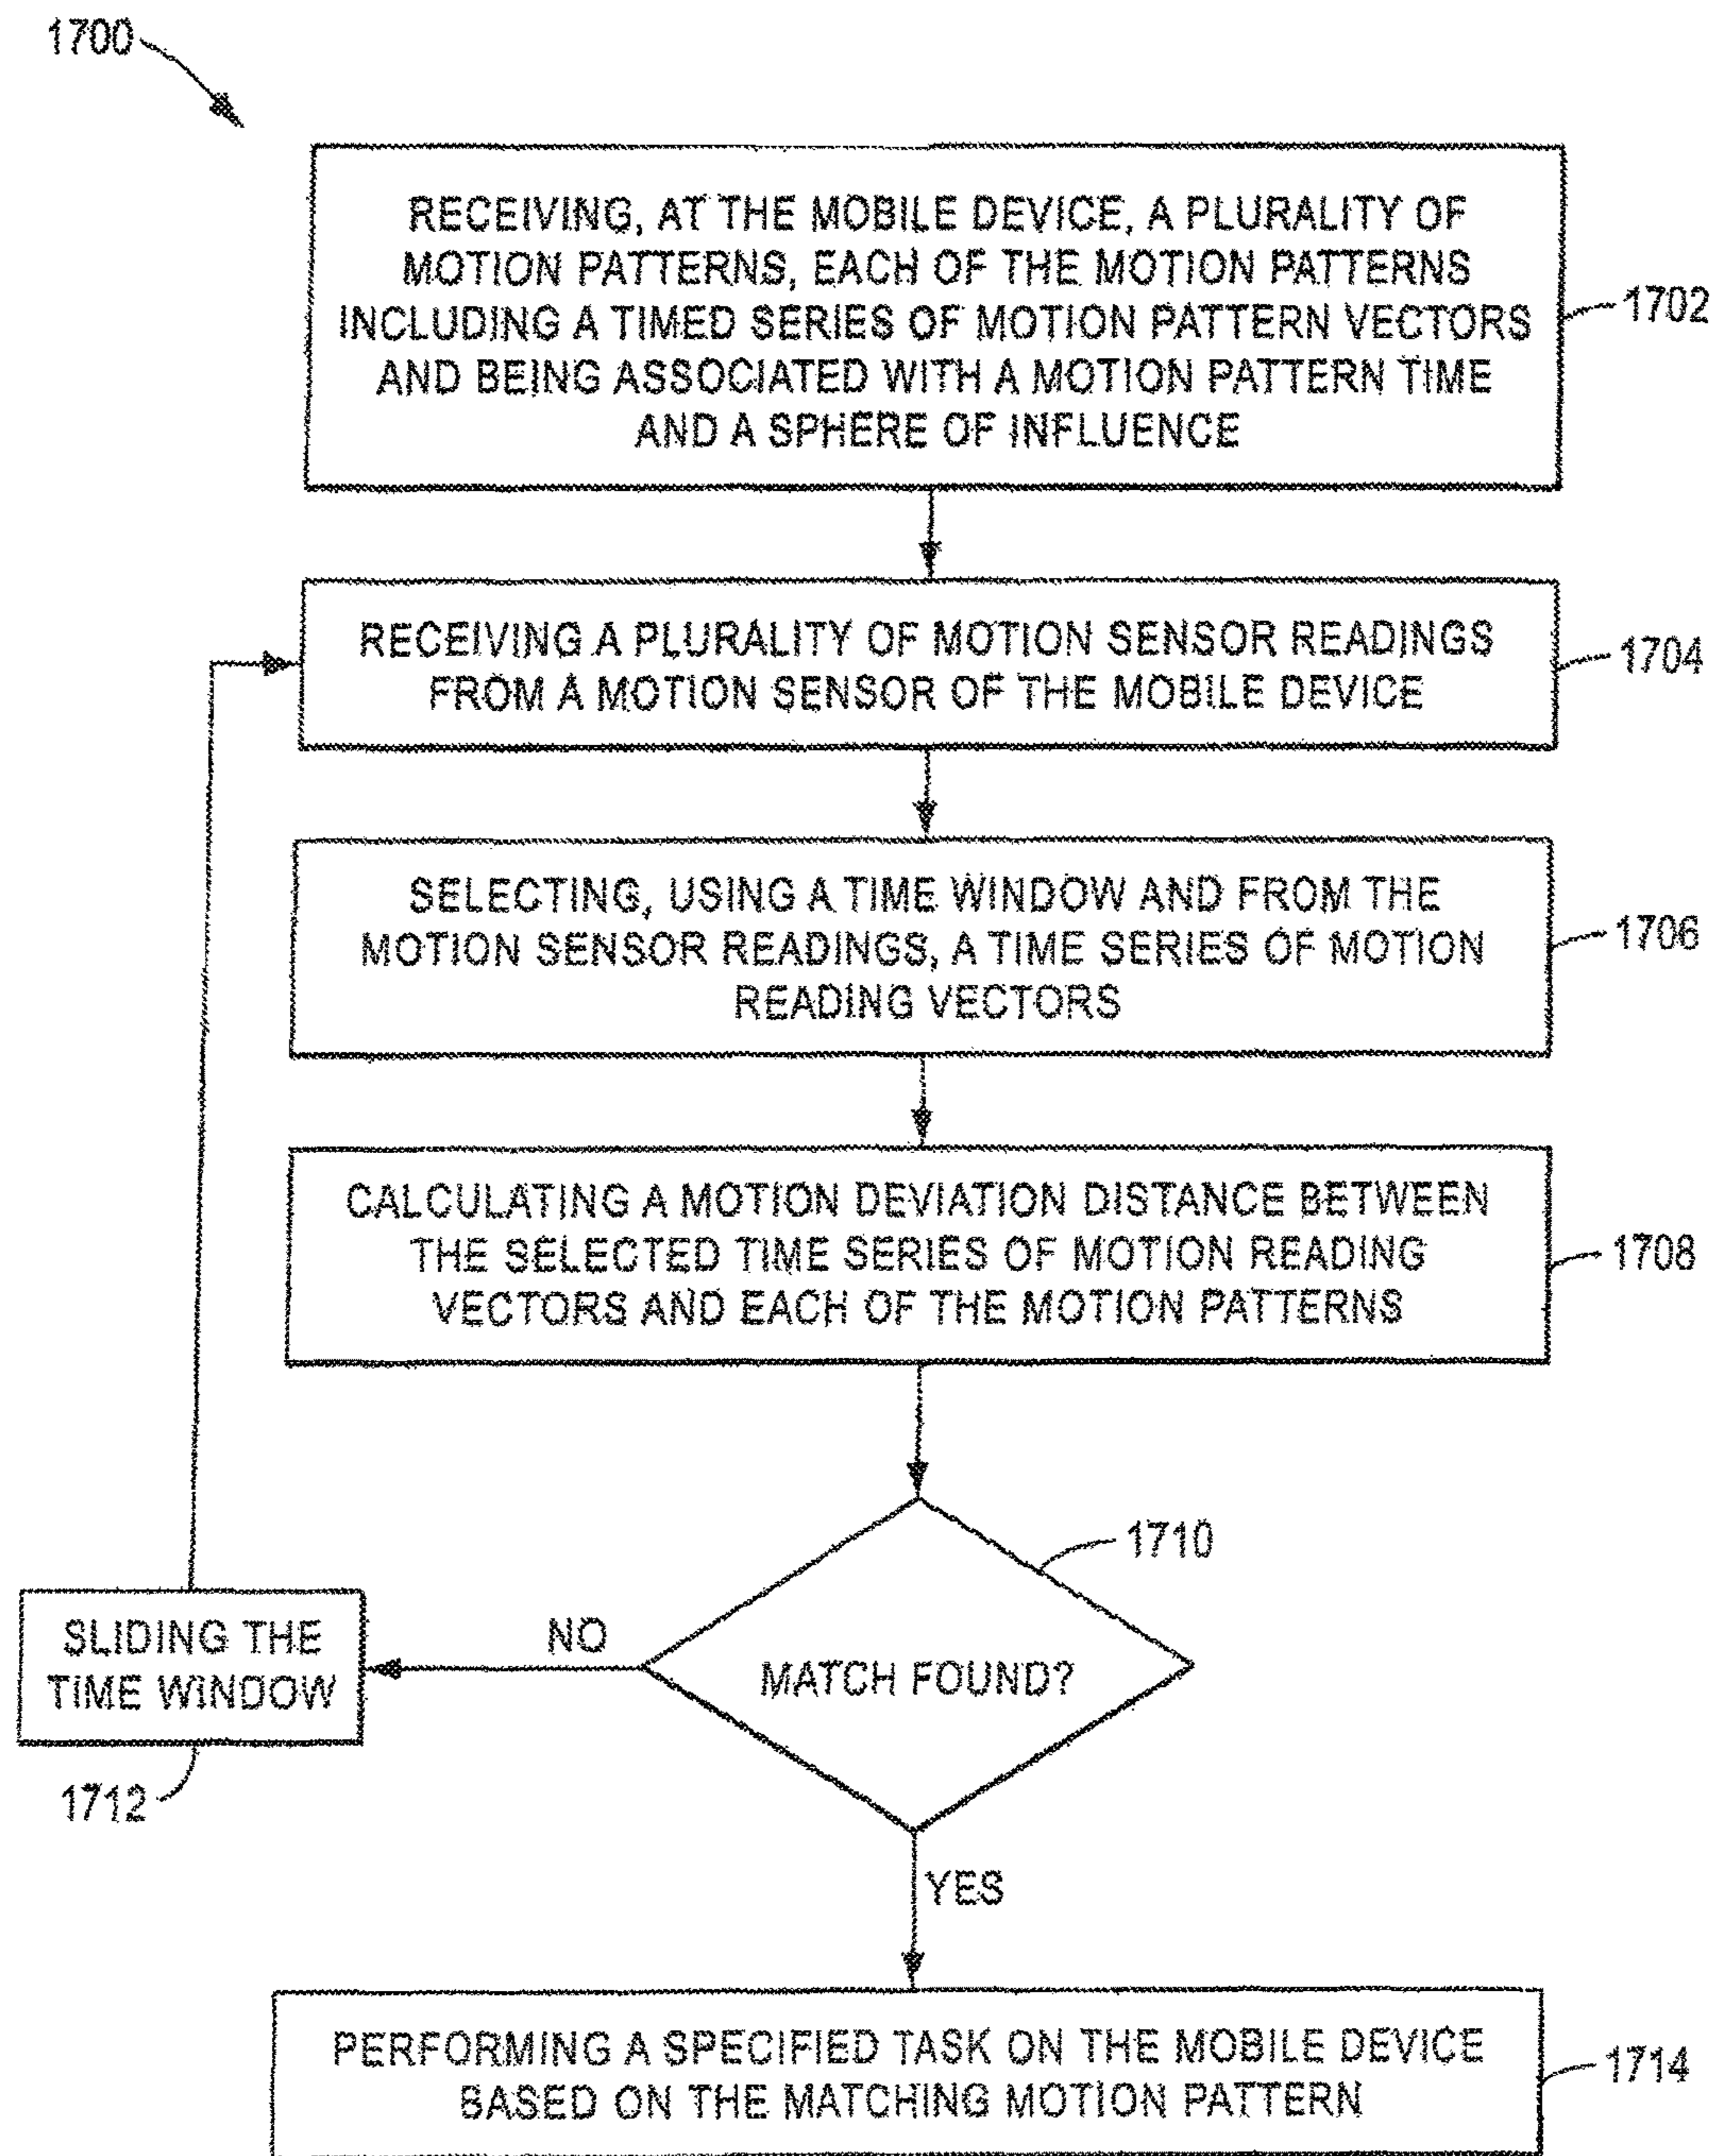 1700
RECEIVING, AT THE MOBILE DEVICE, A PLURALITY OF
MOTION PATTERNS, EACH OF THE MOTION PATTERNS
INCLUDING A TIMED SERIES OF MOTION PATTERN VECTORS
AND BEING ASSOCIATED WITH A MOTION PATTERN TIME
AND A SPHERE OF INFLUENCE
1702
RECEIVING A PLURALITY OF MOTION SENSOR READINGS
FROM A MOTION SENSOR OF THE MOBILE DEVICE
1704
SELECTING, USING A TIME WINDOW AND FROM THE
MOTION SENSOR READINGS, A TIME SERIES OF MOTION
READING VECTORS
1706
CALCULATING A MOTION DEVIATION DISTANCE BETWEEN
THE SELECTED TIME SERIES OF MOTION READING
VECTORS AND EACH OF THE MOTION PATTERNS
1708
1710
MATCH FOUND?
NO
SLIDING THE
TIME WINDOW
1712
YES
PERFORMING A SPECIFIED TASK ON THE MOBILE DEVICE
BASED ON THE MATCHING MOTION PATTERN
1714